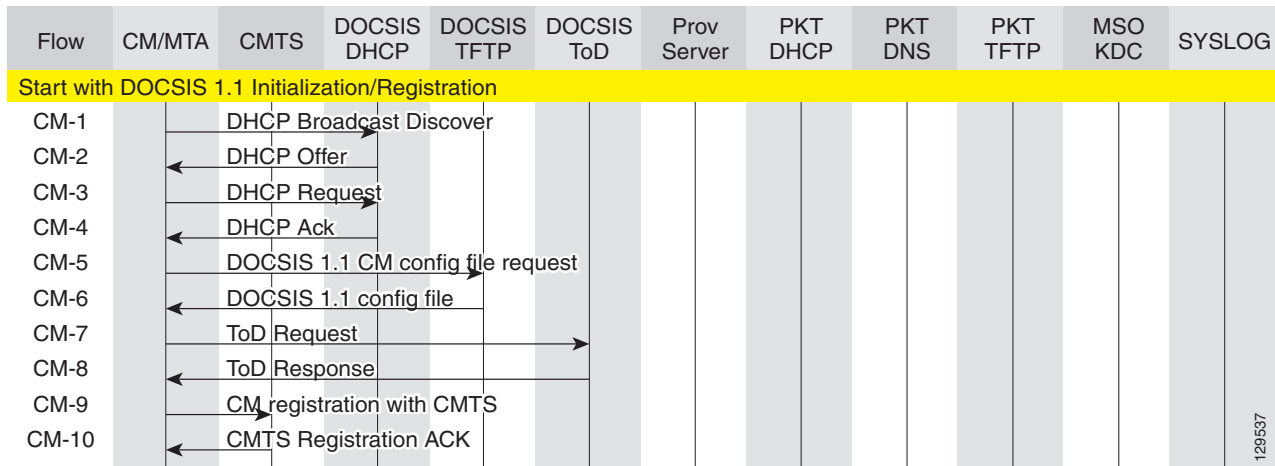 Flow CM/MTA CMTS DOCSIS DHCP DOCSIS TFTP DOCSIS ToD Prov Server PKT DHCP PKT DNS PKT TFTP MSO KDC SYSLOG
Start with DOCSIS 1.1 Initialization/Registration
CM-1 DHCP Broadcast Discover
CM-2 DHCP Offer
CM-3 DHCP Request
CM-4 DHCP Ack
CM-5 DOCSIS 1.1 CM config file request
CM-6 DOCSIS 1.1 config file
CM-7 ToD Request
CM-8 ToD Response
CM-9 CM registration with CMTS
CM-10 CMTS Registration ACK
129537